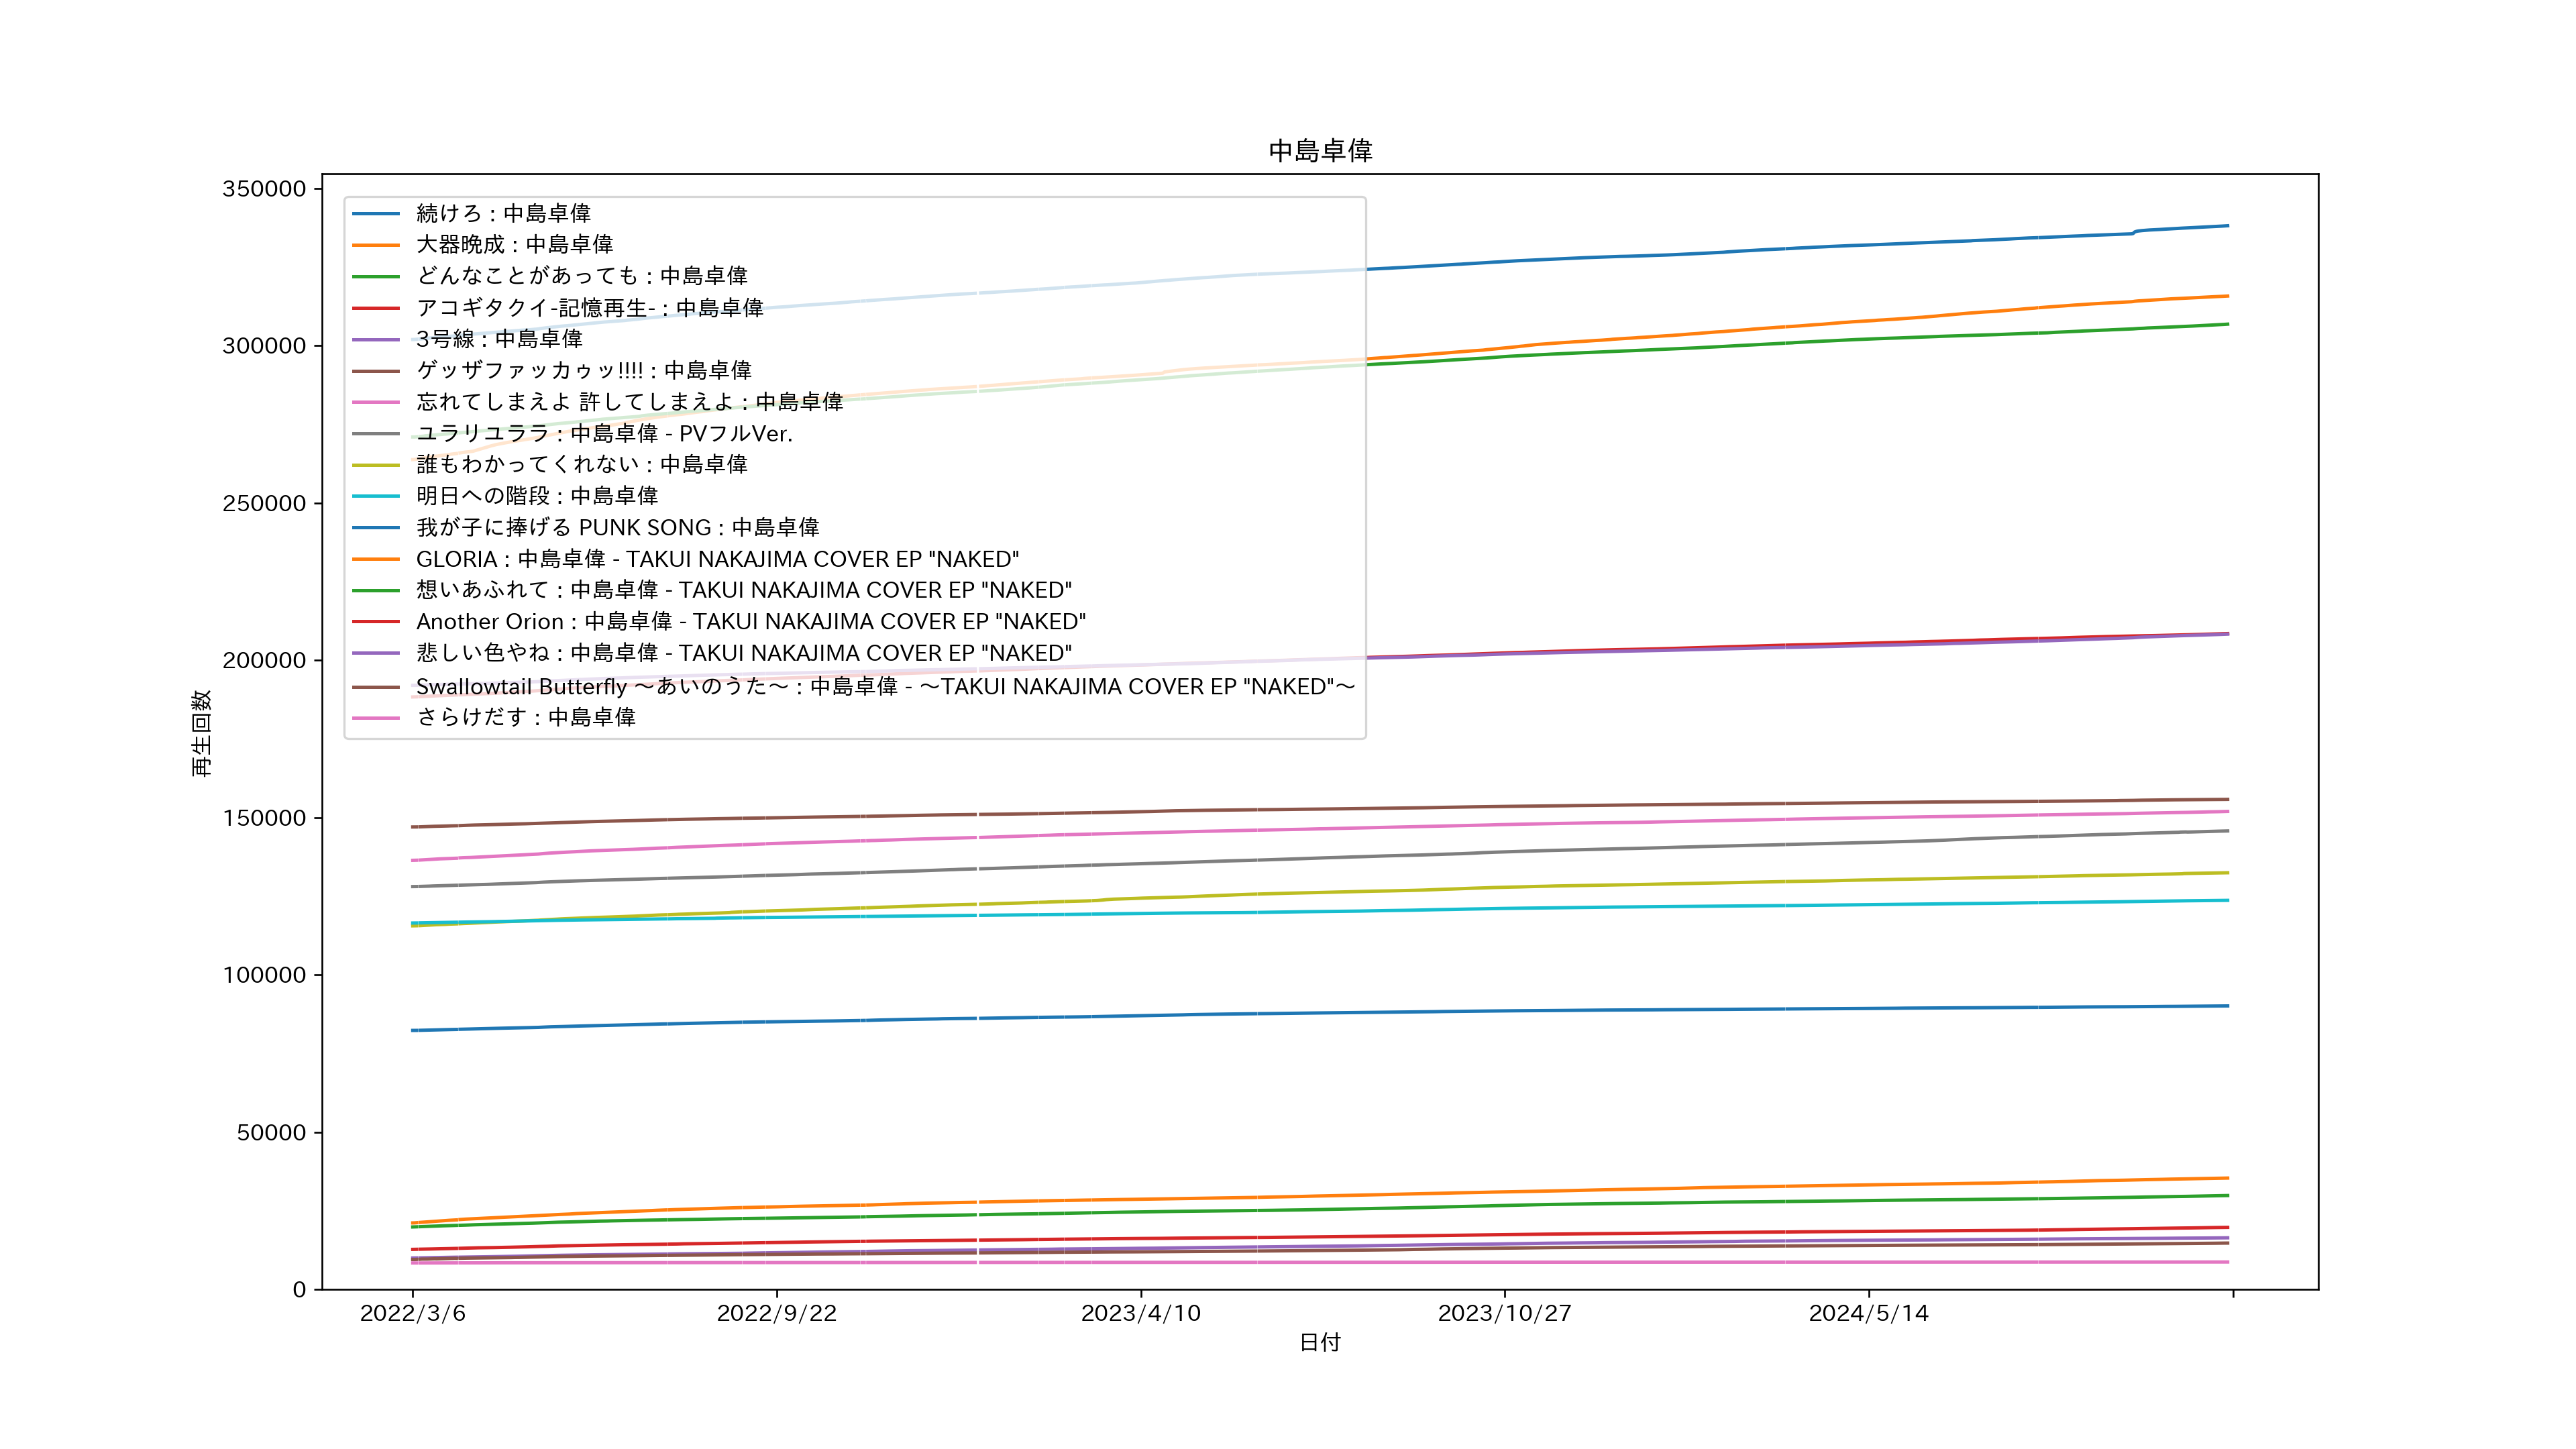 中島卓偉
350000
300000
250000
200000
150000
100000
50000
0
再生回数
続けろ : 中島卓偉
大器晩成 : 中島卓偉
どんなことがあっても : 中島卓偉
アコギタクイ-記憶再生- : 中島卓偉
3号線 : 中島卓偉
ゲッザファッカゥッ!!!! : 中島卓偉
忘れてしまえよ 許してしまえよ : 中島卓偉
ユラリユララ : 中島卓偉 - PVフルVer.
誰もわかってくれない : 中島卓偉
明日への階段 : 中島卓偉
我が子に捧げる PUNK SONG : 中島卓偉
GLORIA : 中島卓偉 - TAKUI NAKAJIMA COVER EP "NAKED"
想いあふれて : 中島卓偉 - TAKUI NAKAJIMA COVER EP "NAKED"
Another Orion : 中島卓偉 - TAKUI NAKAJIMA COVER EP "NAKED"
悲しい色やね : 中島卓偉 - TAKUI NAKAJIMA COVER EP "NAKED"
Swallowtail Butterfly ～あいのうた～ : 中島卓偉 - ～TAKUI NAKAJIMA COVER EP "NAKED"～
さらけだす : 中島卓偉
2022/3/6
2022/9/22
2023/4/10
2023/10/27
2024/5/14
日付